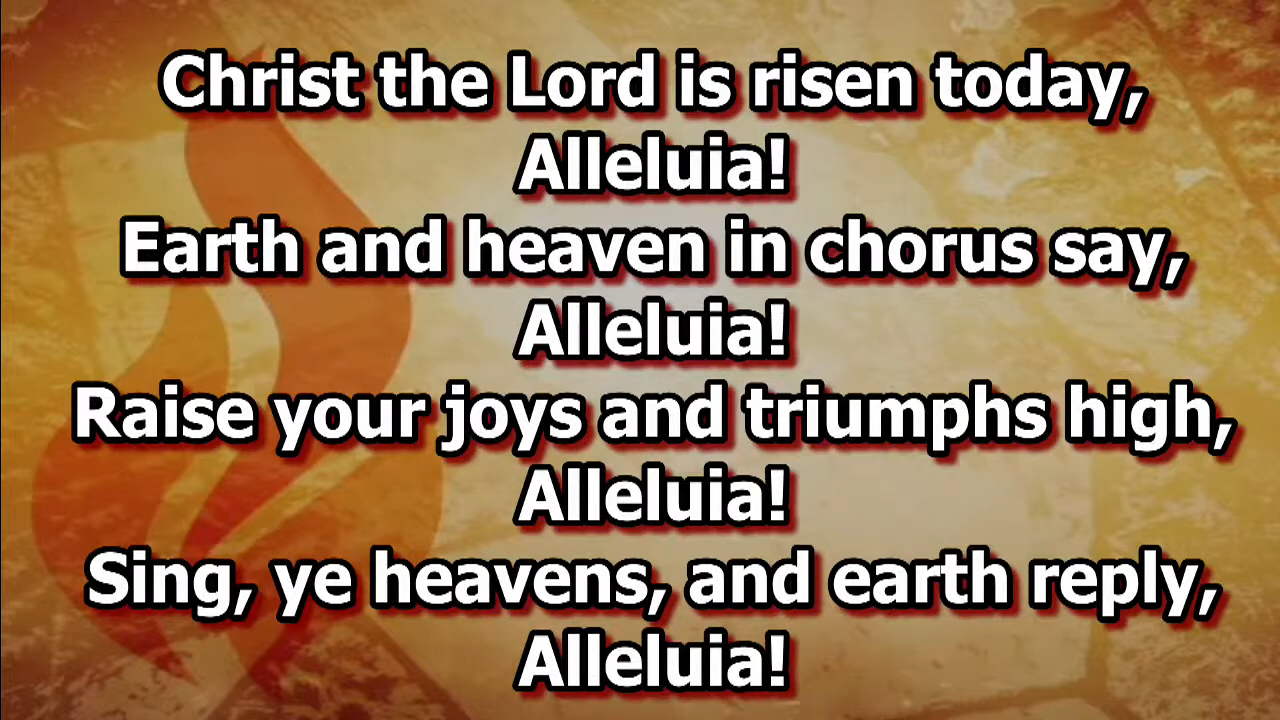 Christ the Lord is risen today,
Alleluia!
Earth and heaven in chorus say,
Alleluia!
Raise your joys and triumphs high,
Alleluia!
Sing, ye heavens, and earth reply,
Alleluia!